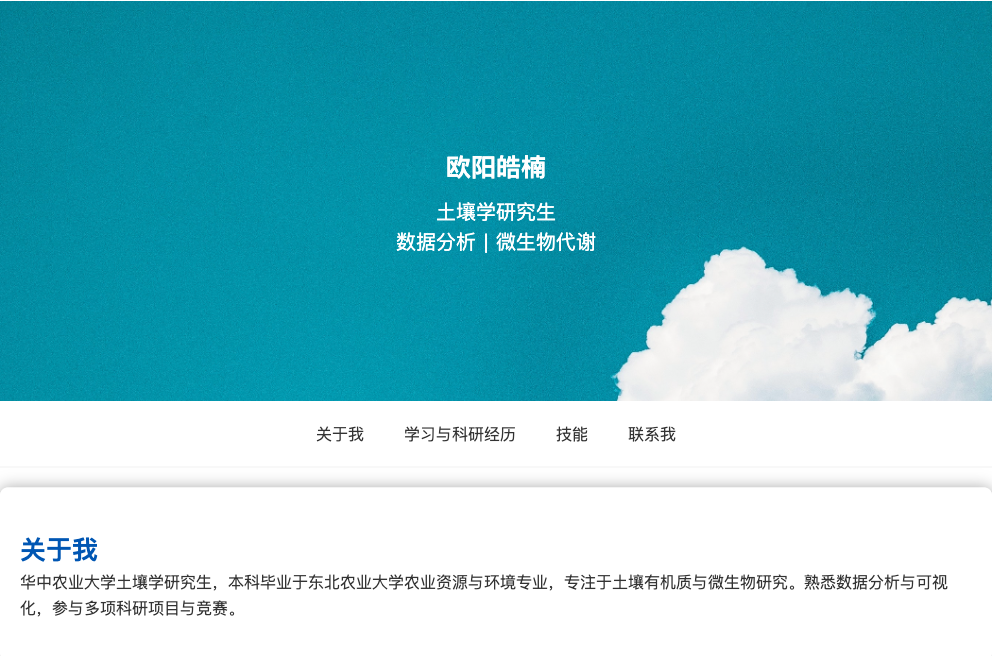 欧阳皓楠
土壤学研究生
数据分析 | 微生物代谢
关于我 学习与科研经历 技能 联系我
关于我
华中农业大学土壤学研究生，本科毕业于东北农业大学农业资源与环境专业，专注于土壤有机质与微生物研究。熟悉数据分析与可视
化，参与多项科研项目与竞赛。